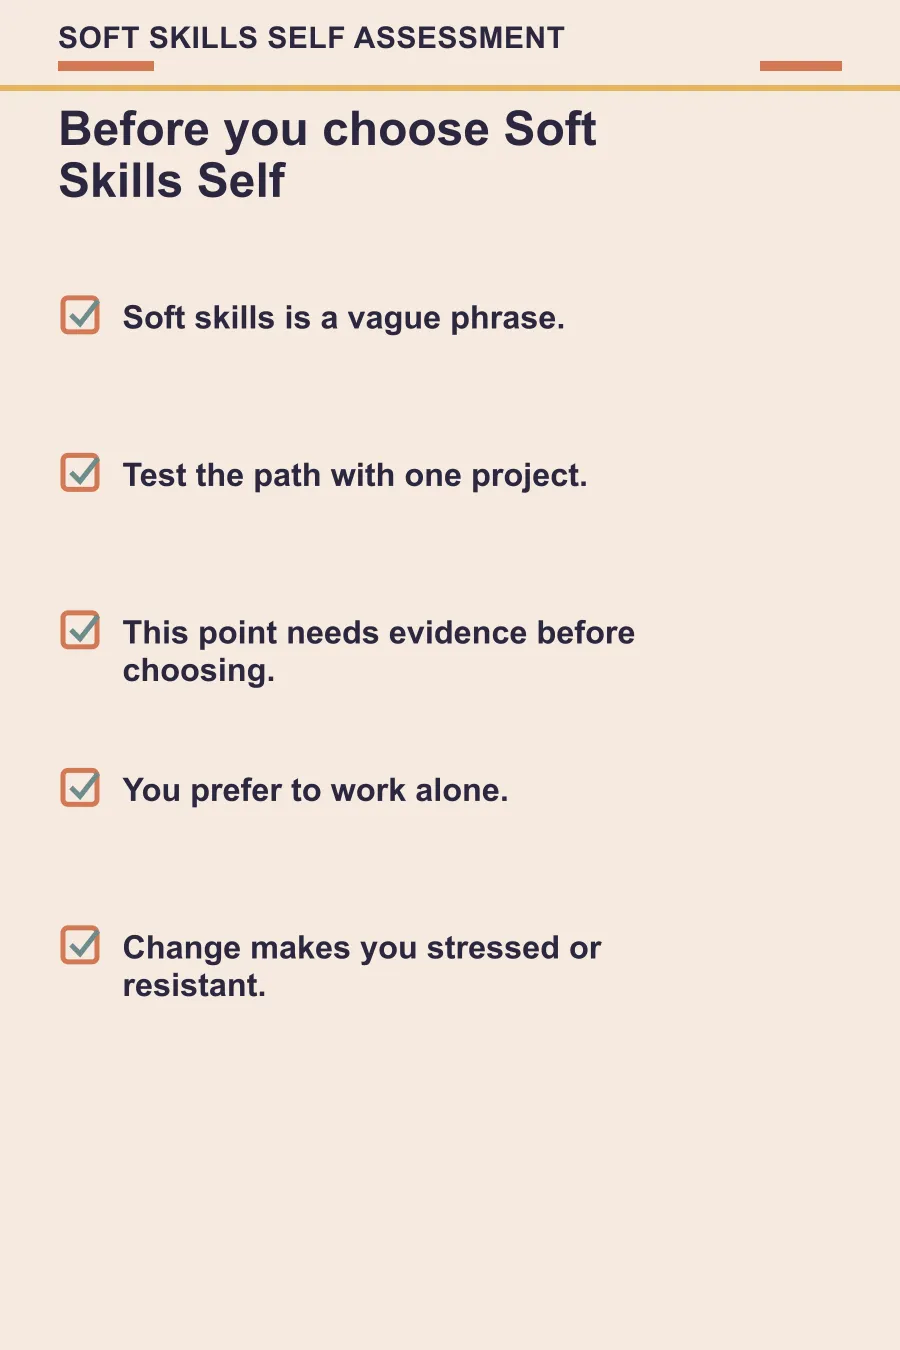 SOFT SKILLS SELF ASSESSMENT
Before you choose Soft
Skills Self
Soft skills is a vague phrase.
Test the path with one project.
This point needs evidence before
choosing.
You prefer to work alone.
Change makes you stressed or
resistant.